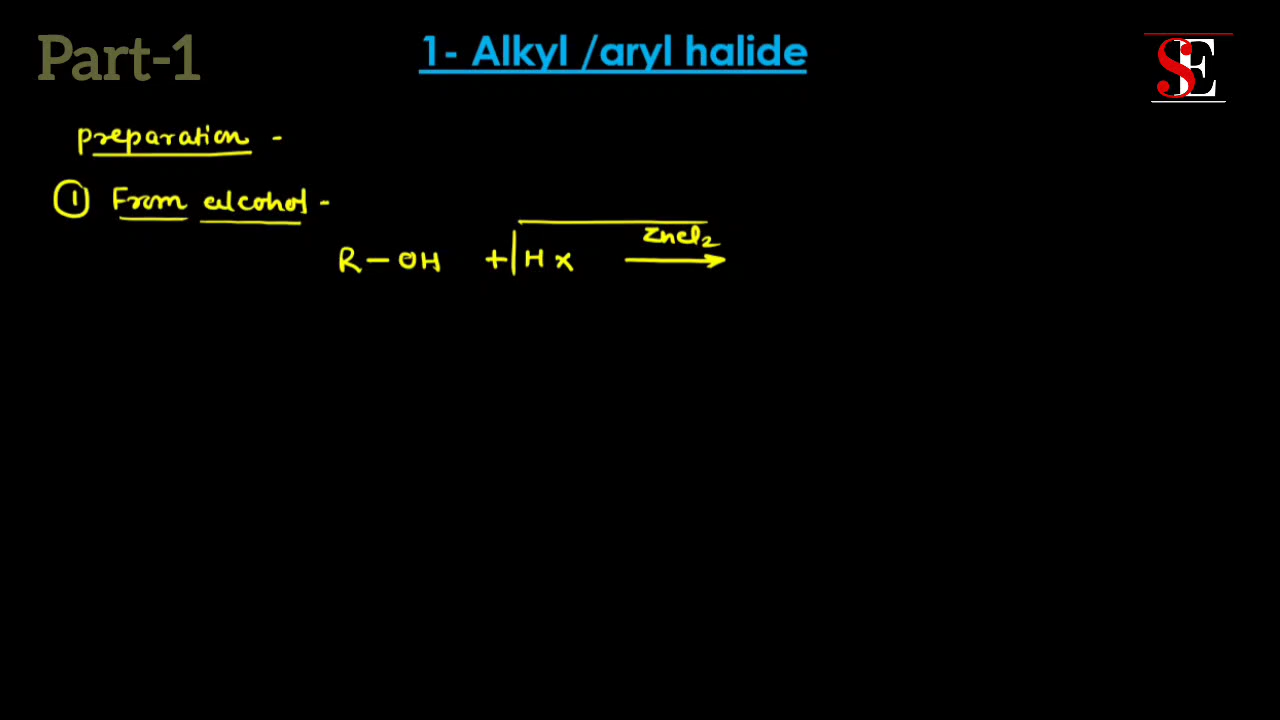 Part-1
1- Alkyl /aryl halide
SE
preparation -
① From alcohol -
R — OH + HX ZnCl₂ →